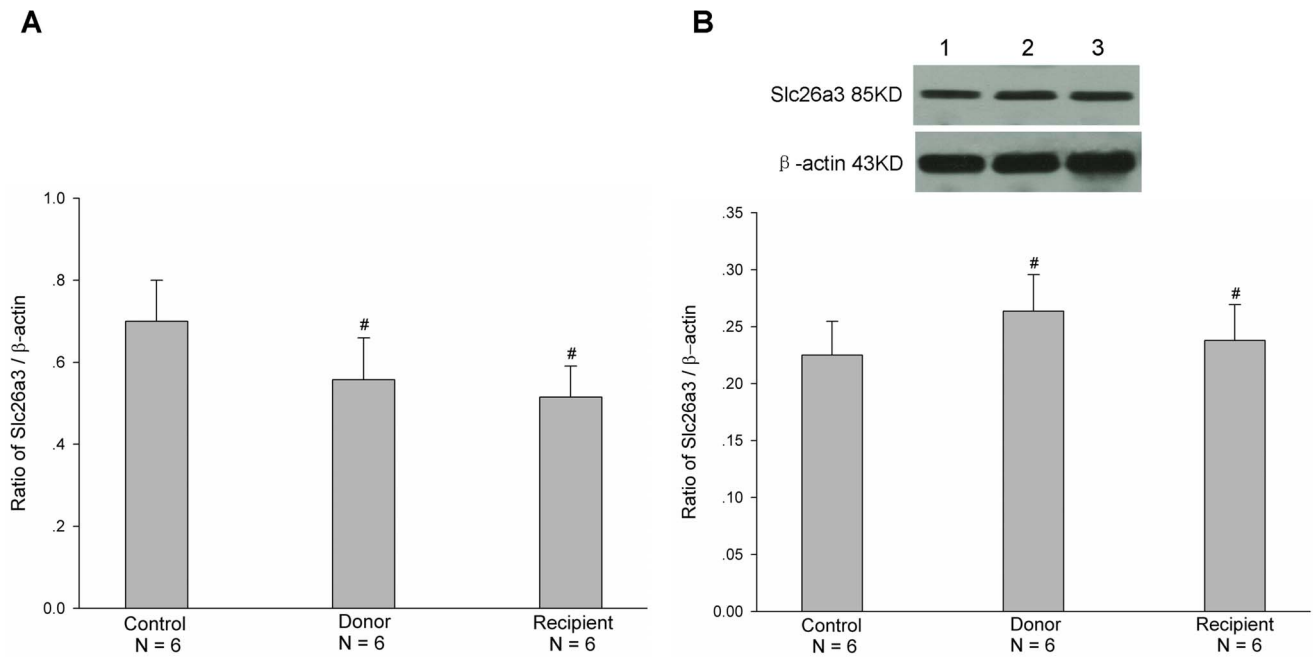 A
Ratio of Slc26a3 / β-actin
1.0
.8
.6
.4
.2
0.0
#
#
Control
N = 6
Donor
N = 6
Recipient
N = 6
B
1 2 3
Slc26a3 85KD
β -actin 43KD
Ratio of Slc26a3 / β-actin
.35
.30
.25
.20
.15
.10
.05
0.00
#
#
Control
N = 6
Donor
N = 6
Recipient
N = 6